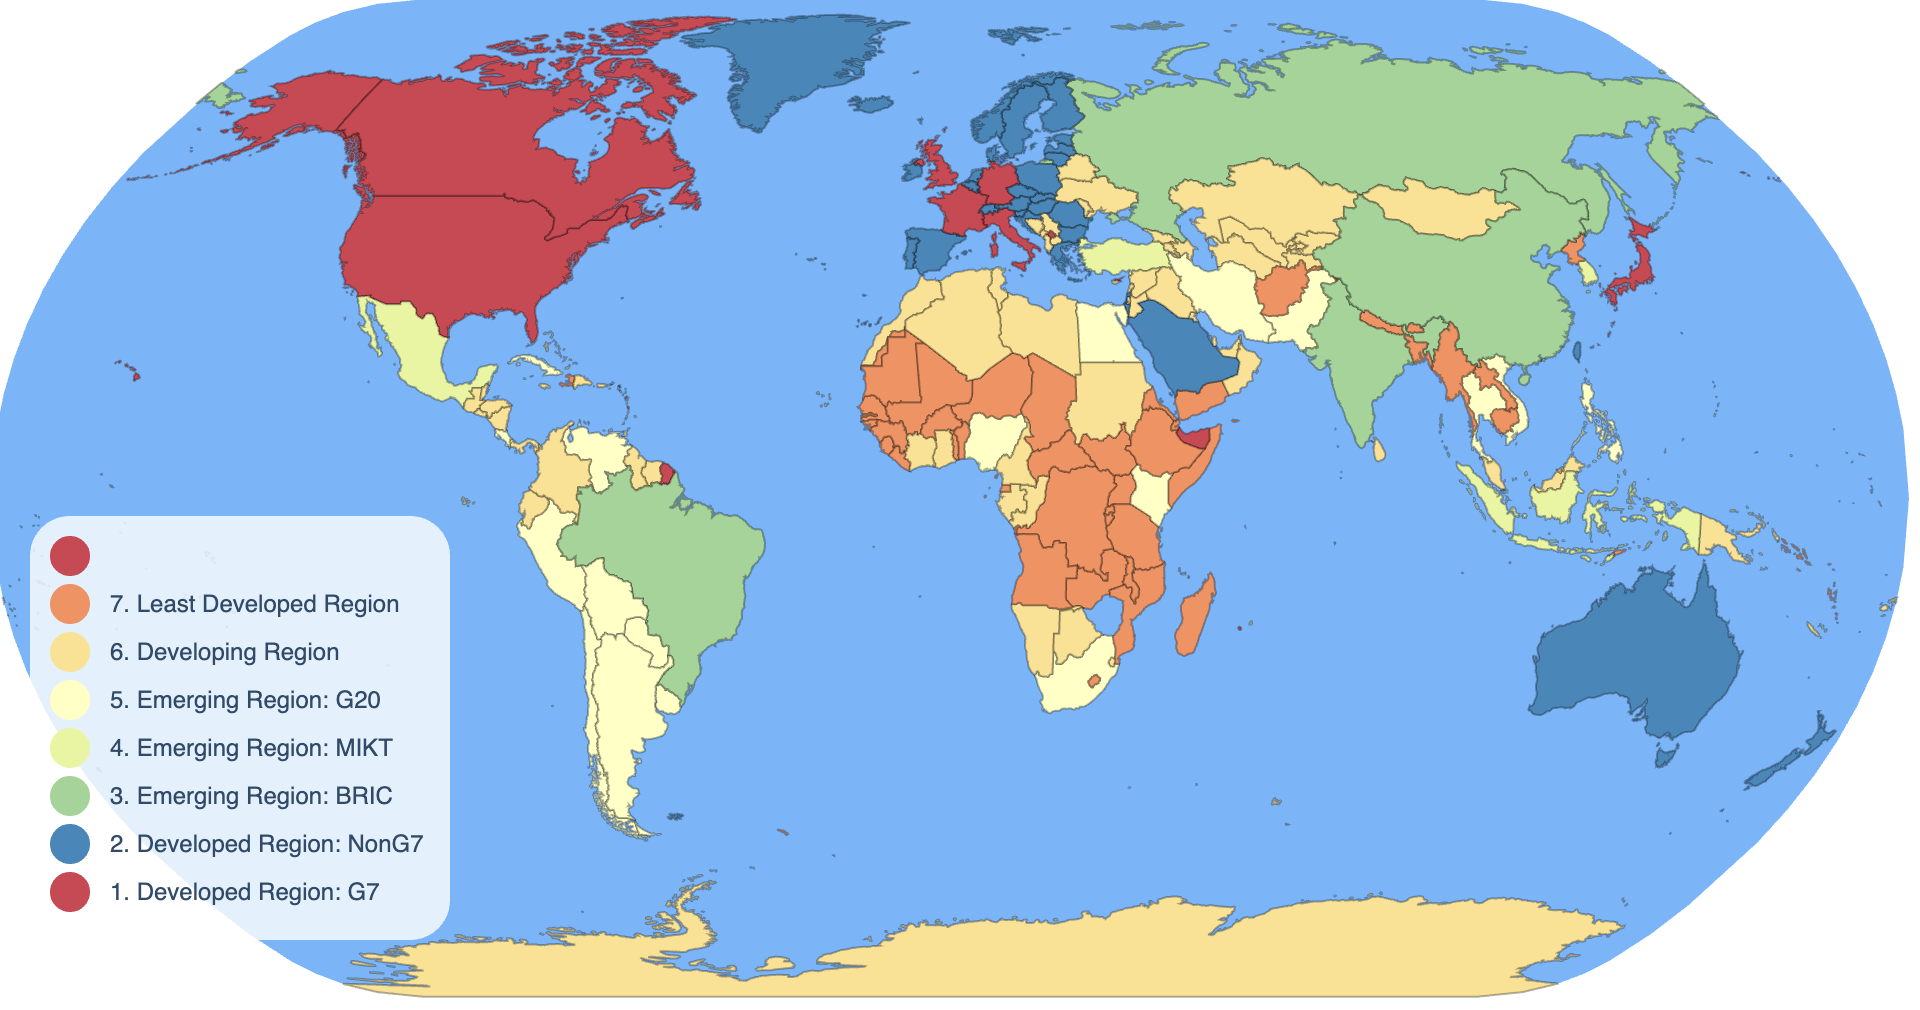 7. Least Developed Region
6. Developing Region
5. Emerging Region: G20
4. Emerging Region: MIKT
3. Emerging Region: BRIC
2. Developed Region: NonG7
1. Developed Region: G7